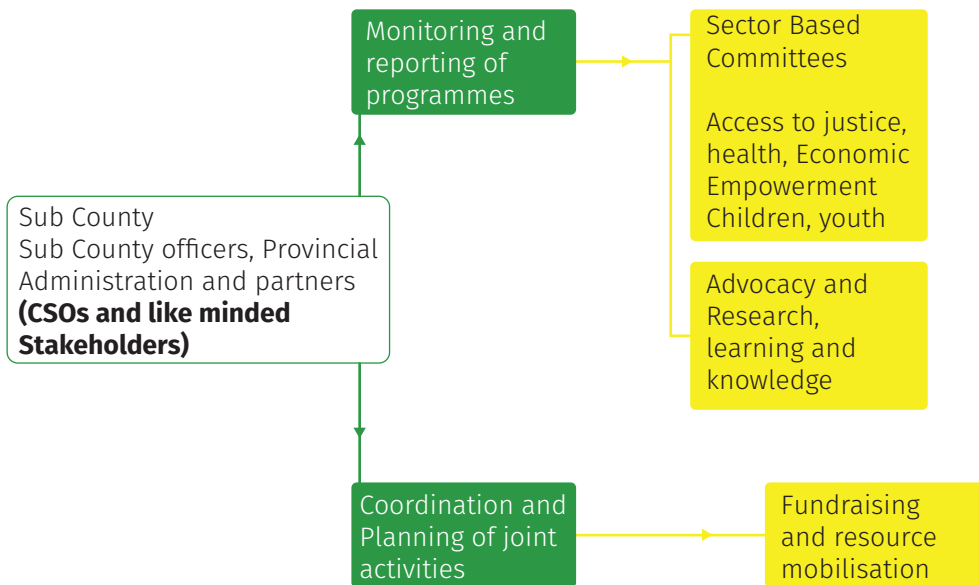 Monitoring and
reporting of
programmes
Sector Based
Committees
Access to justice,
health, Economic
Empowerment
Children, youth
Sub County
Sub County officers, Provincial
Administration and partners
(CSOs and like minded
Stakeholders)
Advocacy and
Research,
learning and
knowledge
Coordination and
Planning of joint
activities
Fundraising
and resource
mobilisation